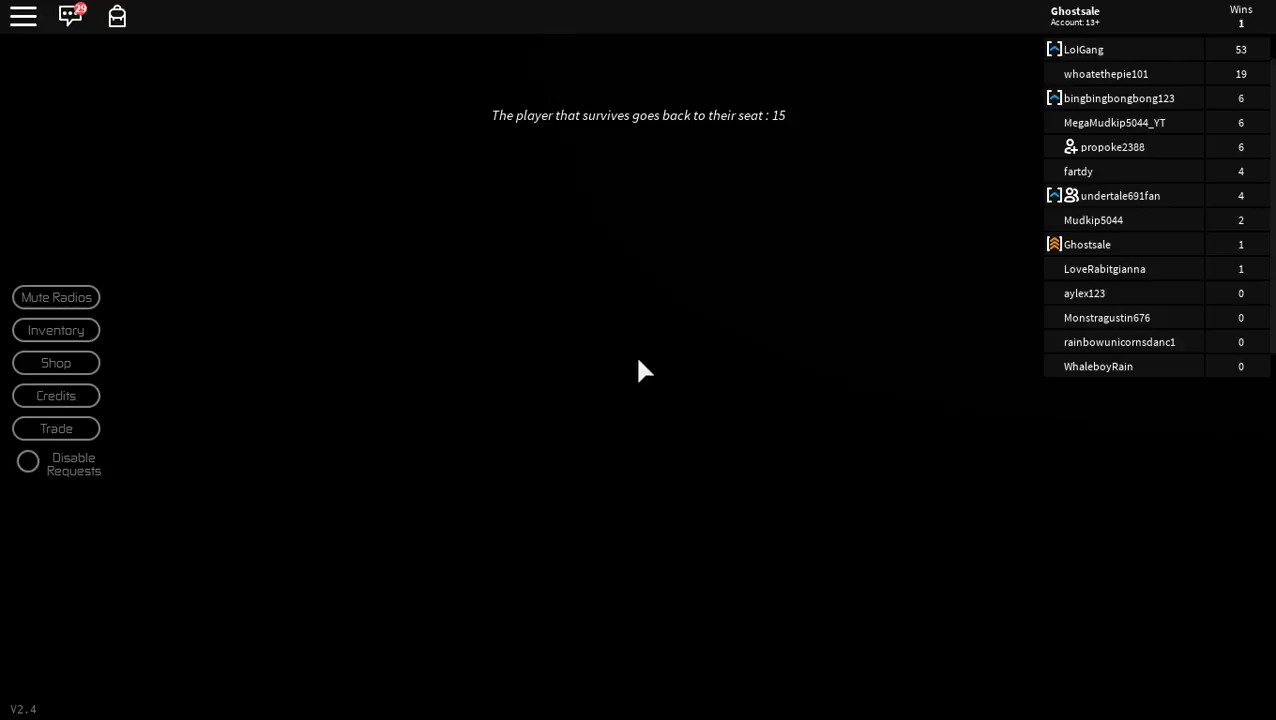 29
Ghostsale
Account: 13+
Wins
1
LolGang 53
whoatethepie101 19
bingbingbongbong123 6
MegaMudkip5044_YT 6
propoke2388 6
fartdy 4
undertale691fan 4
Mudkip5044 2
Ghostsale 1
LoveRabitgianna 1
aylex123 0
Monstragustin676 0
rainbowunicornsdanc1 0
WhaleboyRain 0
The player that survives goes back to their seat : 15
Mute Radios
Inventory
Shop
Credits
Trade
Disable
Requests
V2.4